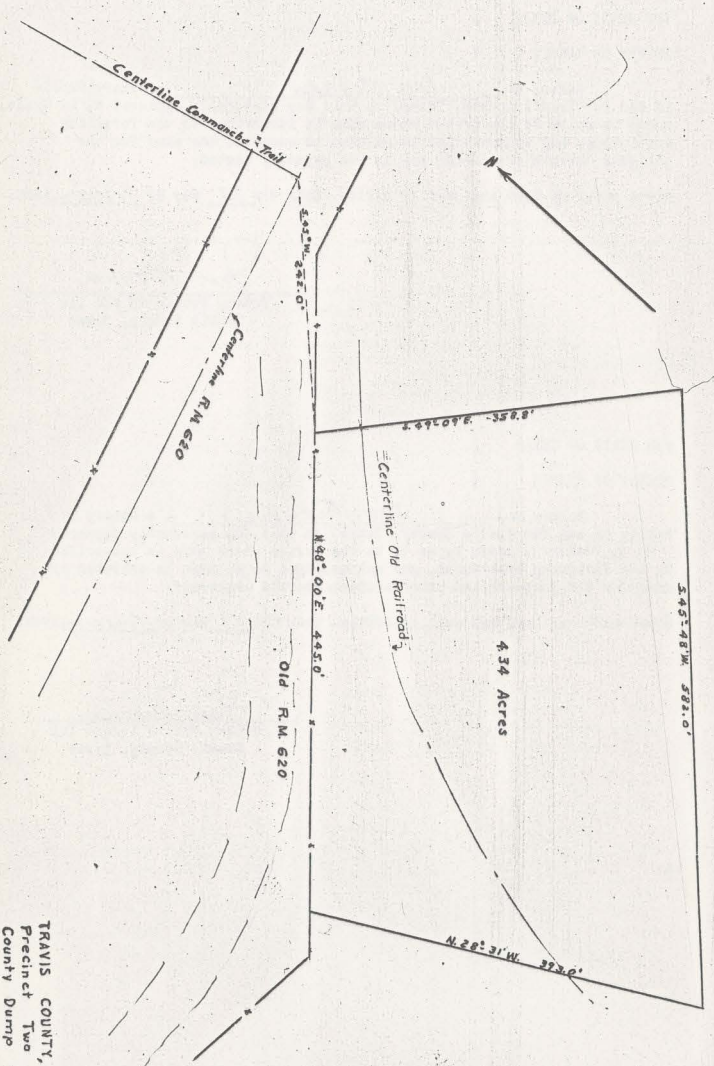 Centerline Commanche Trail
N
S.45°W. 242.0'
Centerline R.M. 620
S.49°-09'E. -358.8'
Centerline Old Railroad
N.48°-00'E. 445.0'
4.34 Acres
S.45°-48'W. 582.0'
Old R.M. 620
N.28°-31'W. 393.0'
TRAVIS COUNTY,
Precinct Two
County Dump